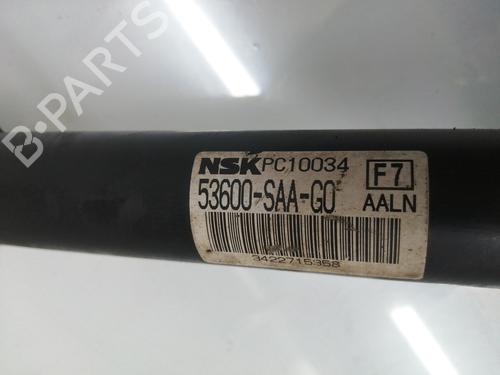 NSK PC10034
53600-SAA-G0
F7
AALN
3422715358
B-PARTS